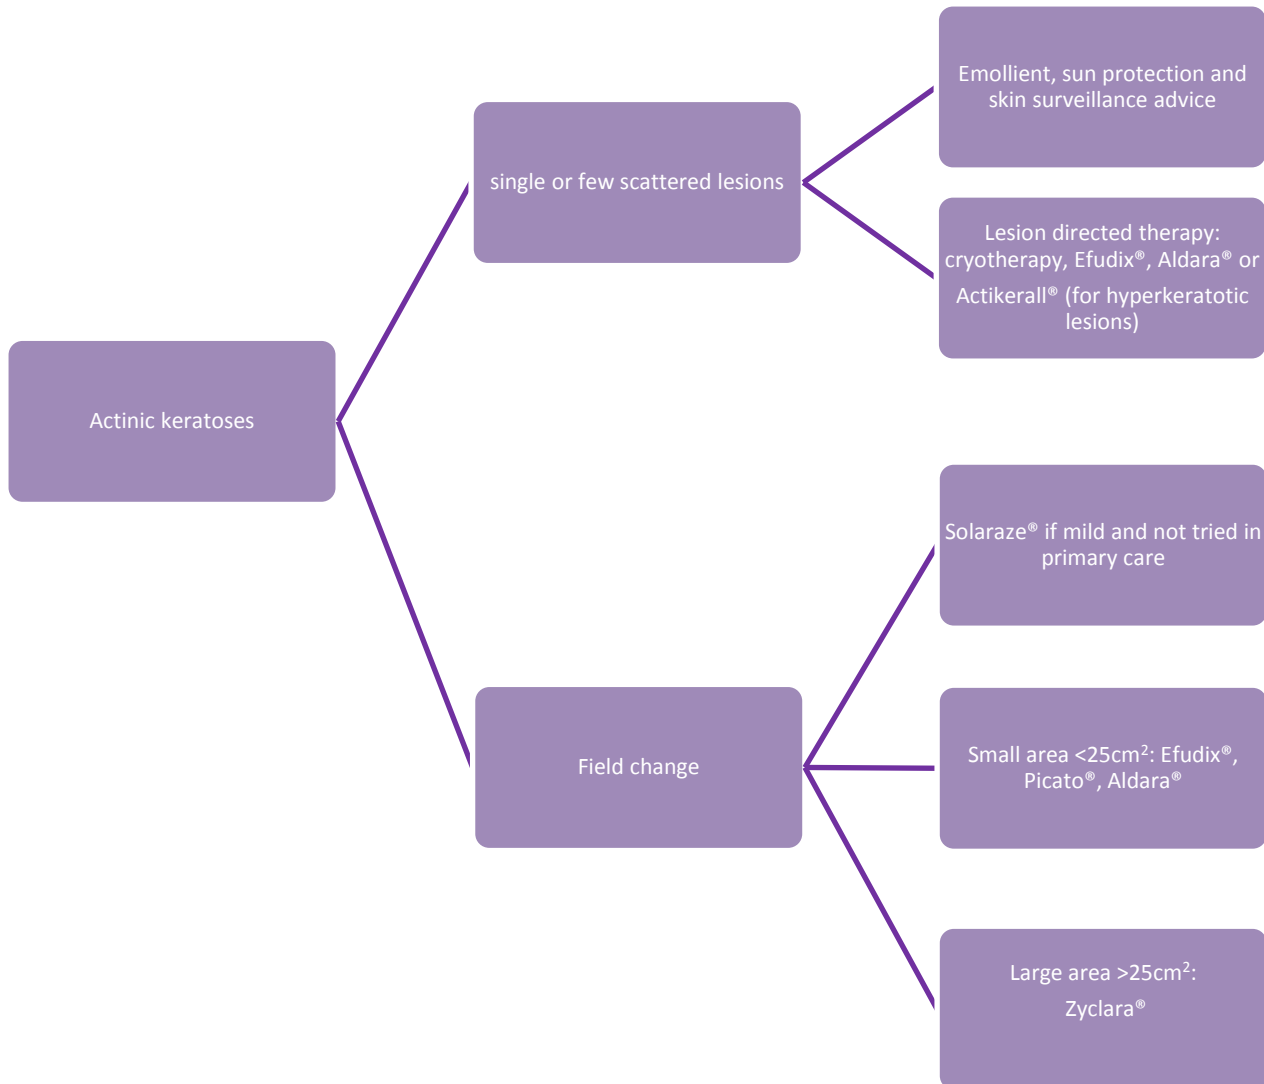 Emollient, sun protection and
skin surveillance advice
single or few scattered lesions
Lesion directed therapy:
cryotherapy, Efudix®, Aldara® or
Actikerall® (for hyperkeratotic
lesions)
Actinic keratoses
Solaraze® if mild and not tried in
primary care
Field change
Small area <25cm²: Efudix®,
Picato®, Aldara®
Large area >25cm²:
Zyclara®